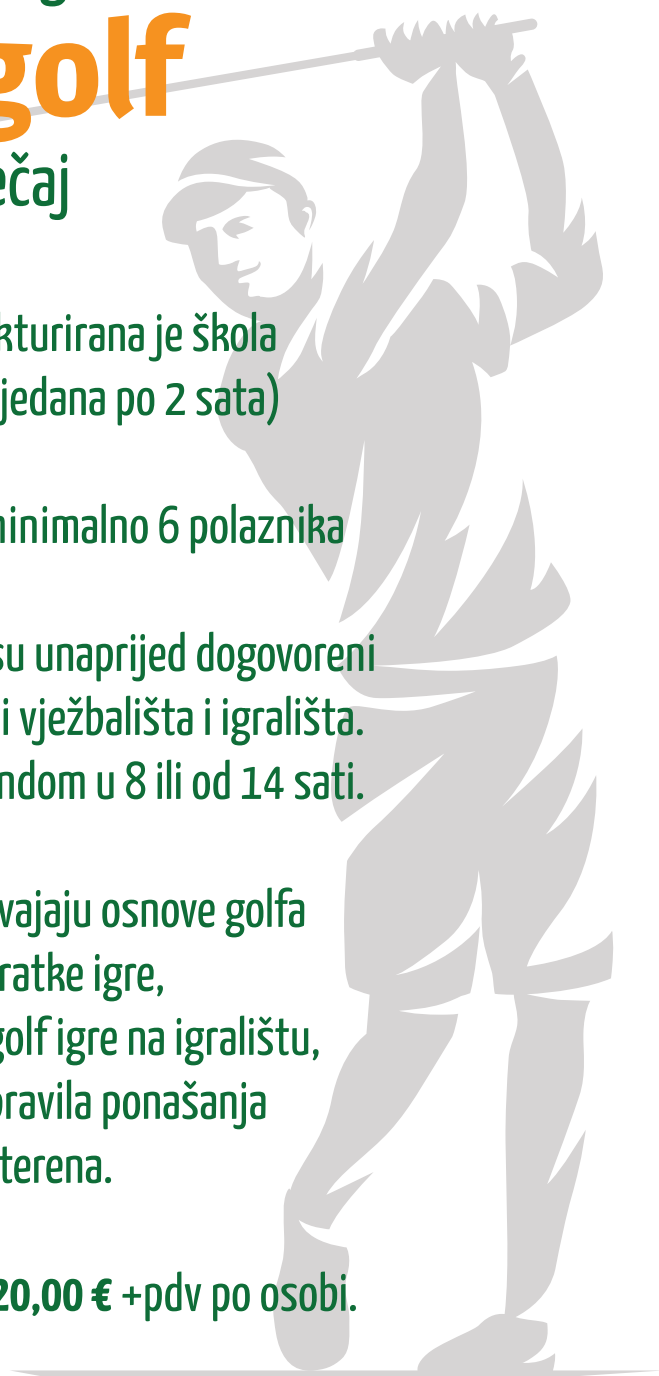 golf
ečaj
kturirana je škola
jedana po 2 sata)
minimalno 6 polaznika
su unaprijed dogovoreni
i vježbališta i igrališta.
ndom u 8 ili od 14 sati.
vajaju osnove golfa
ratke igre,
golf igre na igralištu,
pravila ponašanja
terena.
20,00 € +pdv po osobi.